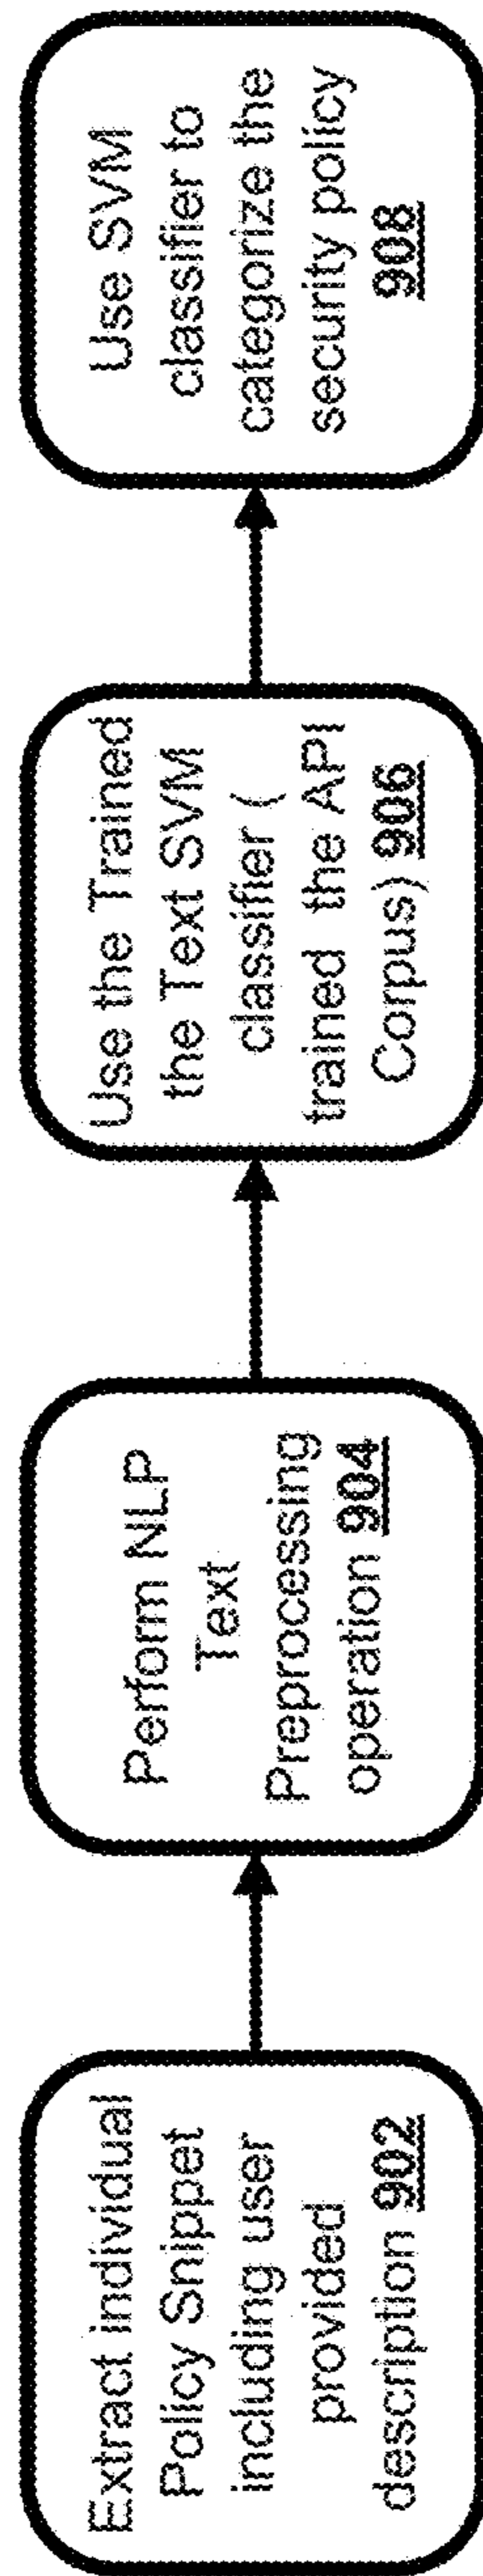 Extract individual
Policy Snippet
including user
provided
description 902
Perform NLP
Text
Preprocessing
operation 904
Use the Trained
the Text SVM
classifier (
trained the API
Corpus) 906
Use SVM
classifier to
categorize the
security policy
908